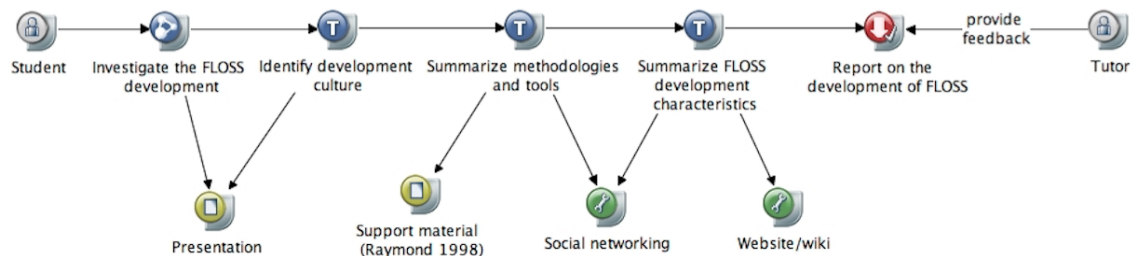 provide
feedback
Student
Investigate the FLOSS
development
Identify development
culture
Summarize methodologies
and tools
Summarize FLOSS
development
characteristics
Report on the
development of FLOSS
Tutor
T
T
T
Presentation
Support material
(Raymond 1998)
Social networking
Website/wiki